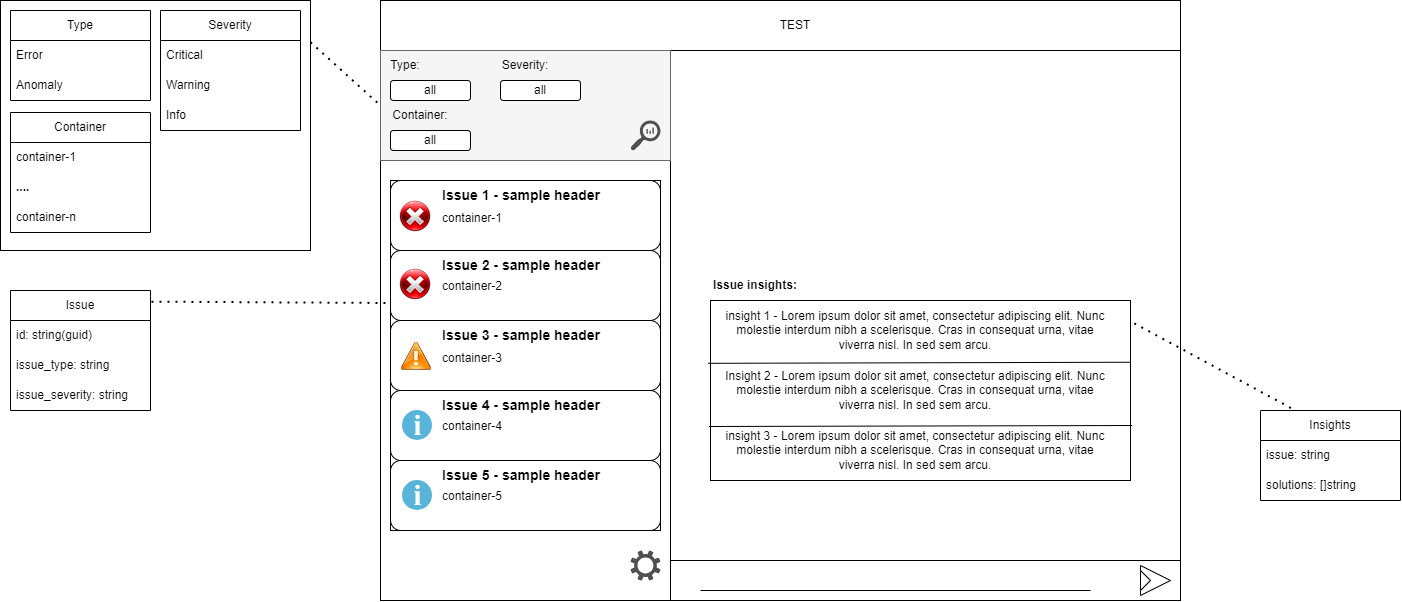 Type
Error
Anomaly
Severity
Critical
Warning
Info
Container
container-1
....
container-n
Issue
id: string(guid)
issue_type: string
issue_severity: string
TEST
Type:
all
Severity:
all
Container:
all
Issue 1 - sample header
container-1
Issue 2 - sample header
container-2
Issue 3 - sample header
container-3
Issue 4 - sample header
container-4
Issue 5 - sample header
container-5
Issue insights:
insight 1 - Lorem ipsum dolor sit amet, consectetur adipiscing elit. Nunc
molestie interdum nibh a scelerisque. Cras in consequat urna, vitae
viverra nisl. In sed sem arcu.
Insight 2 - Lorem ipsum dolor sit amet, consectetur adipiscing elit. Nunc
molestie interdum nibh a scelerisque. Cras in consequat urna, vitae
viverra nisl. In sed sem arcu.
insight 3 - Lorem ipsum dolor sit amet, consectetur adipiscing elit. Nunc
molestie interdum nibh a scelerisque. Cras in consequat urna, vitae
viverra nisl. In sed sem arcu.
Insights
issue: string
solutions: []string